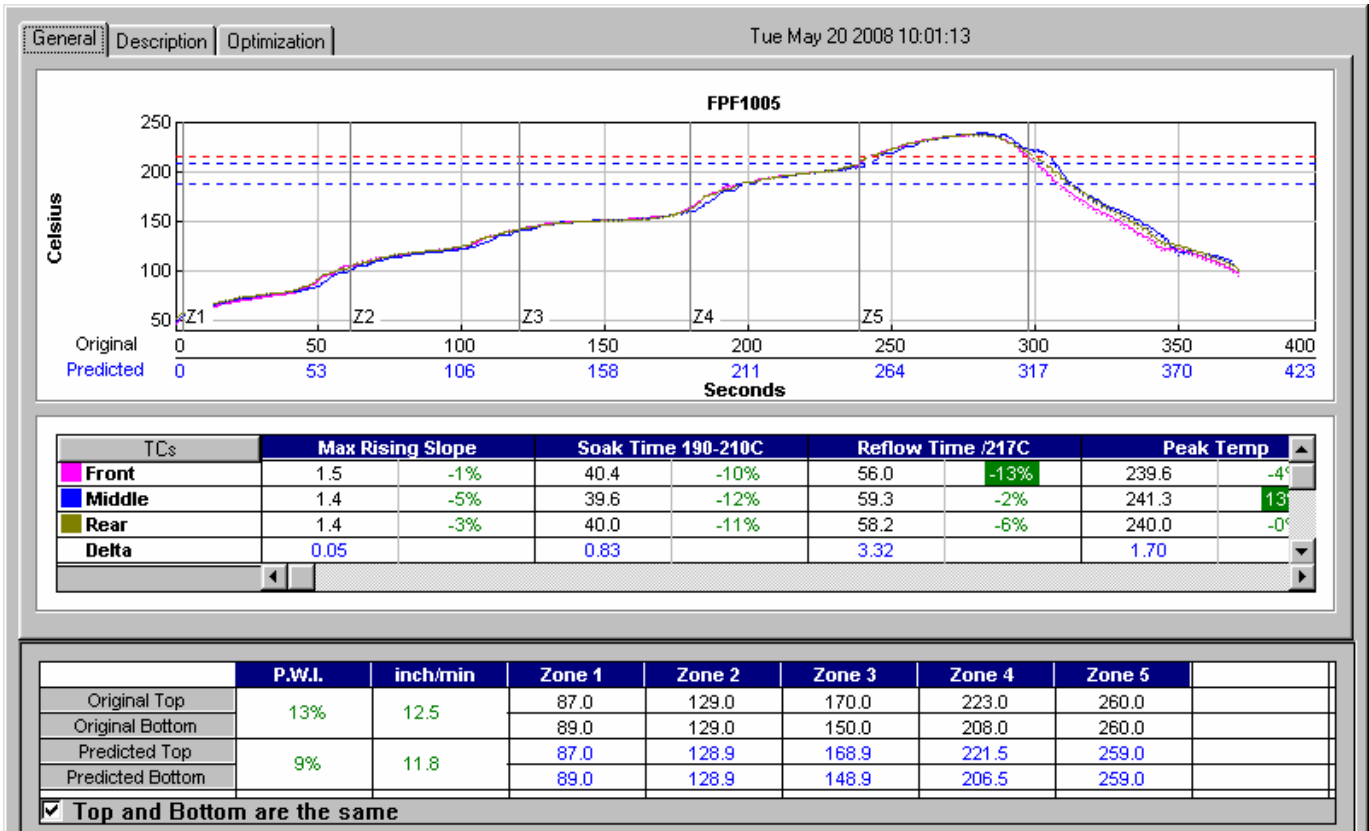 General Description Optimization Tue May 20 2008 10:01:13
FPF1005
Celsius
250
200
150
100
50
Z1 Z2 Z3 Z4 Z5
Original 0 50 100 150 200 250 300 350 400
Predicted 0 53 106 158 211 264 317 370 423
Seconds
TCs Max Rising Slope Soak Time 190-210C Reflow Time /217C Peak Temp
Front 1.5 -1% 40.4 -10% 56.0 -13% 239.6 -4%
Middle 1.4 -5% 39.6 -12% 59.3 -2% 241.3 13%
Rear 1.4 -3% 40.0 -11% 58.2 -6% 240.0 -0%
Delta 0.05 0.83 3.32 1.70
P.W.I. inch/min Zone 1 Zone 2 Zone 3 Zone 4 Zone 5
Original Top 13% 12.5 87.0 129.0 170.0 223.0 260.0
Original Bottom 89.0 129.0 150.0 208.0 260.0
Predicted Top 9% 11.8 87.0 128.9 168.9 221.5 259.0
Predicted Bottom 89.0 128.9 148.9 206.5 259.0
Top and Bottom are the same